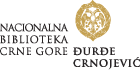 NACIONALNA
BIBLIOTEKA
CRNE GORE
ĐURĐE
CRNOJEVIĆ